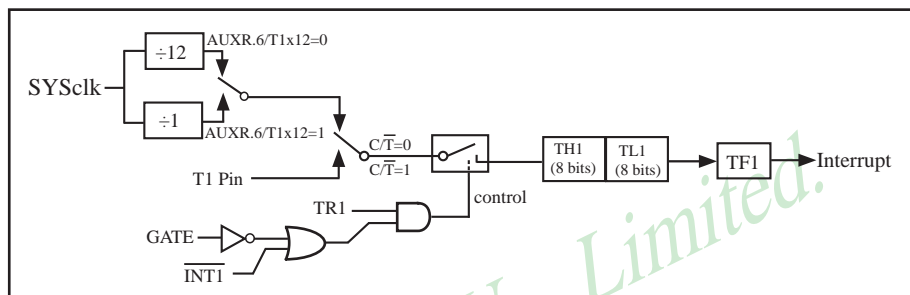 ÷12
AUXR.6/T1x12=0
SYSclk
÷1
AUXR.6/T1x12=1
C/T̅=0
C/T̅=1
T1 Pin
TH1
(8 bits)
TL1
(8 bits)
TF1
Interrupt
control
TR1
GATE
I̅N̅T̅1̅
Limited.